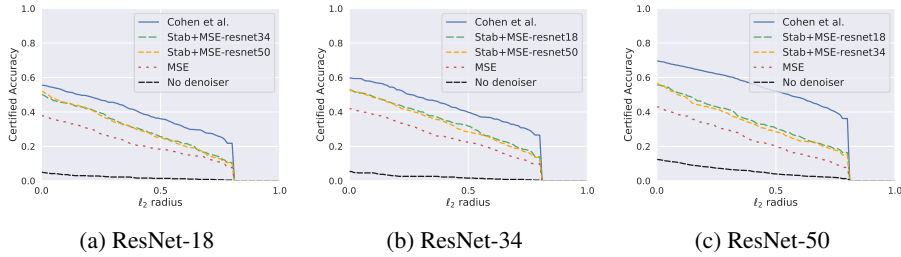 1.0
0.8
0.6
0.4
0.2
0.0
0.0
0.5
1.0
Certified Accuracy
ℓ2 radius
Cohen et al.
Stab+MSE-resnet34
Stab+MSE-resnet50
MSE
No denoiser
(a) ResNet-18
1.0
0.8
0.6
0.4
0.2
0.0
0.0
0.5
1.0
Certified Accuracy
ℓ2 radius
Cohen et al.
Stab+MSE-resnet18
Stab+MSE-resnet50
MSE
No denoiser
(b) ResNet-34
1.0
0.8
0.6
0.4
0.2
0.0
0.0
0.5
1.0
Certified Accuracy
ℓ2 radius
Cohen et al.
Stab+MSE-resnet18
Stab+MSE-resnet34
MSE
No denoiser
(c) ResNet-50